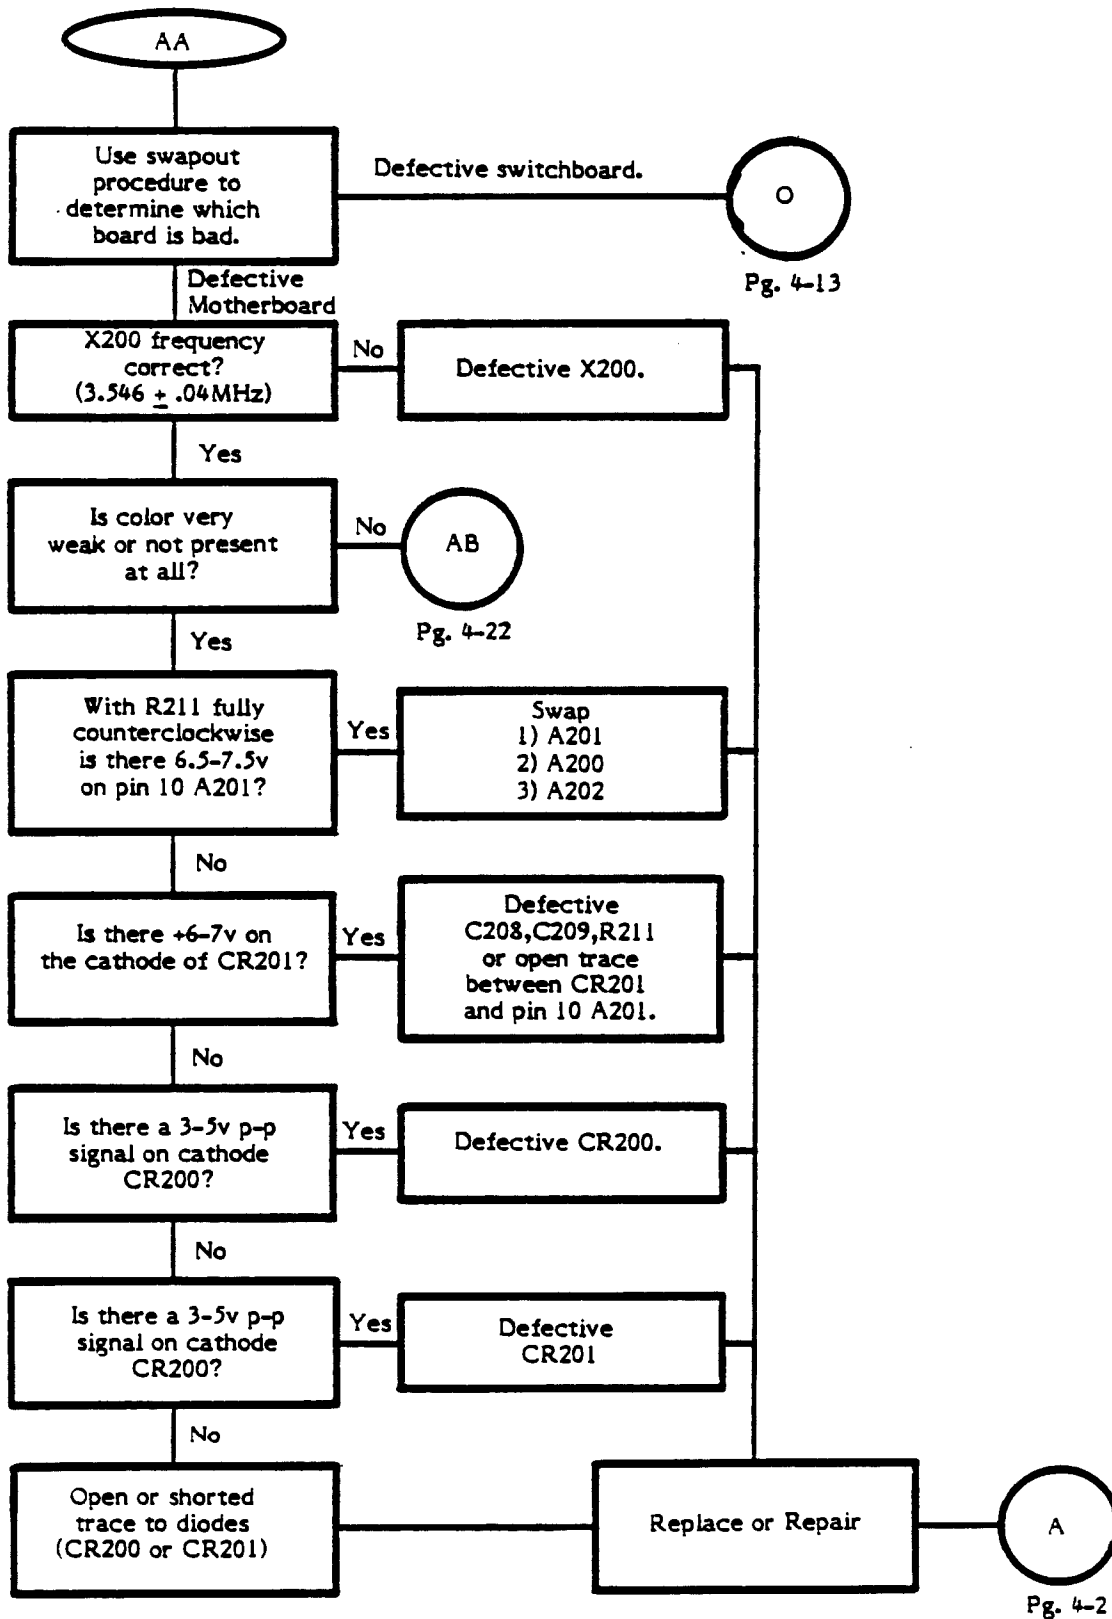 AA
Use swapout
procedure to
determine which
board is bad.
Defective switchboard.
O
Pg. 4-13
Defective
Motherboard
X200 frequency
correct?
(3.546 ± .04MHz)
No
Defective X200.
Yes
Is color very
weak or not present
at all?
No
AB
Pg. 4-22
Yes
With R211 fully
counterclockwise
is there 6.5-7.5v
on pin 10 A201?
Yes
Swap
1) A201
2) A200
3) A202
No
Is there +6-7v on
the cathode of CR201?
Yes
Defective
C208,C209,R211
or open trace
between CR201
and pin 10 A201.
No
Is there a 3-5v p-p
signal on cathode
CR200?
Yes
Defective CR200.
No
Is there a 3-5v p-p
signal on cathode
CR200?
Yes
Defective
CR201
No
Open or shorted
trace to diodes
(CR200 or CR201)
Replace or Repair
A
Pg. 4-2